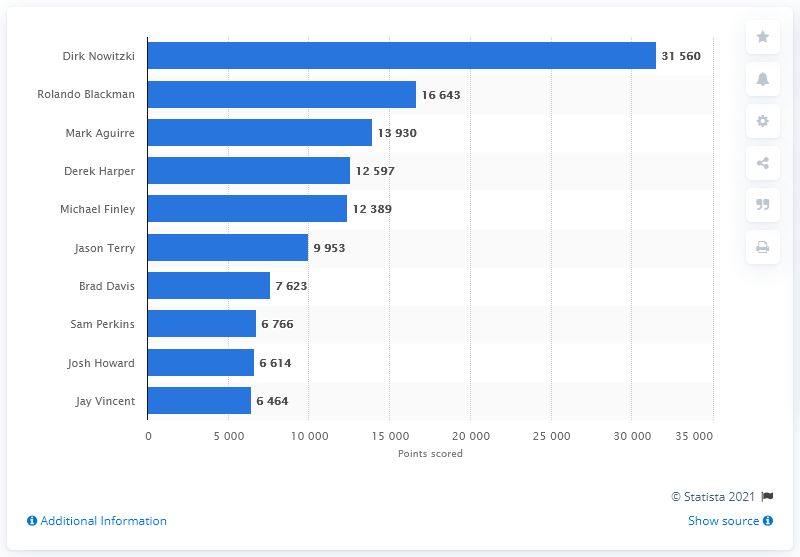 Dirk Nowitzki 31 560
Rolando Blackman 16 643
Mark Aguirre 13 930
Derek Harper 12 597
Michael Finley 12 389
Jason Terry 9 953
Brad Davis 7 623
Sam Perkins 6 766
Josh Howard 6 614
Jay Vincent 6 464
0 5 000 10 000 15 000 20 000 25 000 30 000 35 000
Points scored
© Statista 2021
Additional Information Show source